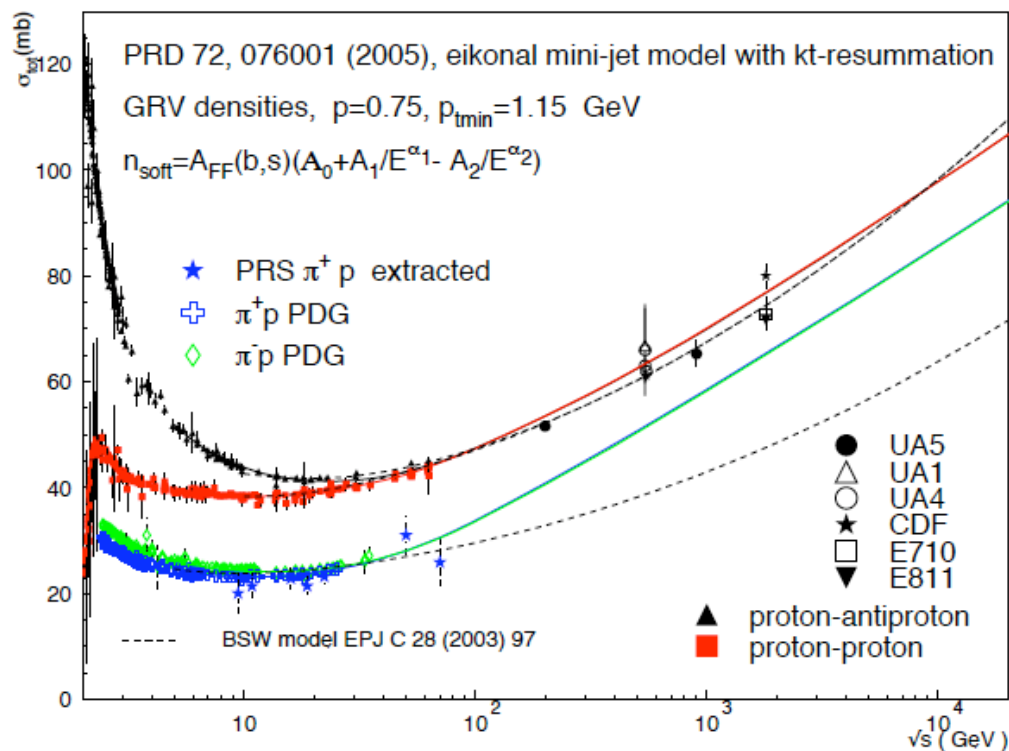 σtot(mb)
PRD 72, 076001 (2005), eikonal mini-jet model with kt-resummation
GRV densities, p=0.75, ptmin=1.15 GeV
nsoft=AFF(b,s)(A0+A1/E^α1- A2/E^α2)
PRS π+ p extracted
π+p PDG
π-p PDG
UA5
UA1
UA4
CDF
E710
E811
proton-antiproton
proton-proton
BSW model EPJ C 28 (2003) 97
120
100
80
60
40
20
0
10
10^2
10^3
10^4
√s ( GeV )